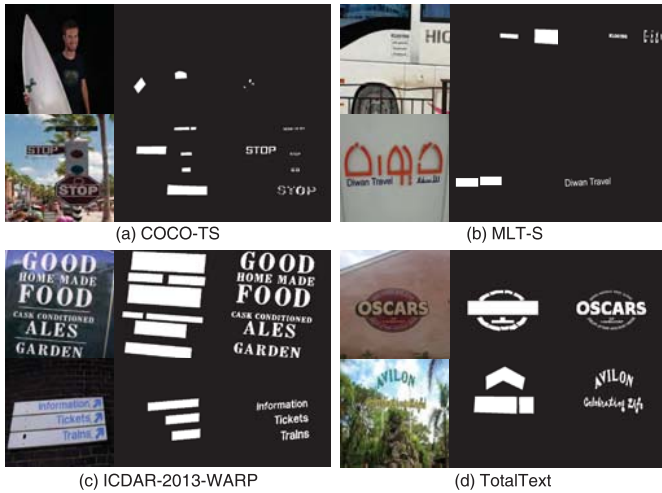 HIG
STOP
STOP
STOP
STOP
Diwan Travel
Diwan Travel
(a) COCO-TS
(b) MLT-S
GOOD
HOME MADE
FOOD
CASK CONDITIONED
ALES
GARDEN
GOOD
HOME MADE
FOOD
CASK CONDITIONED
ALES
GARDEN
OSCARS
OSCARS
Information
Tickets
Trains
Information
Tickets
Trains
AVILON
AVILON
Celebrating Life
(c) ICDAR-2013-WARP
(d) TotalText